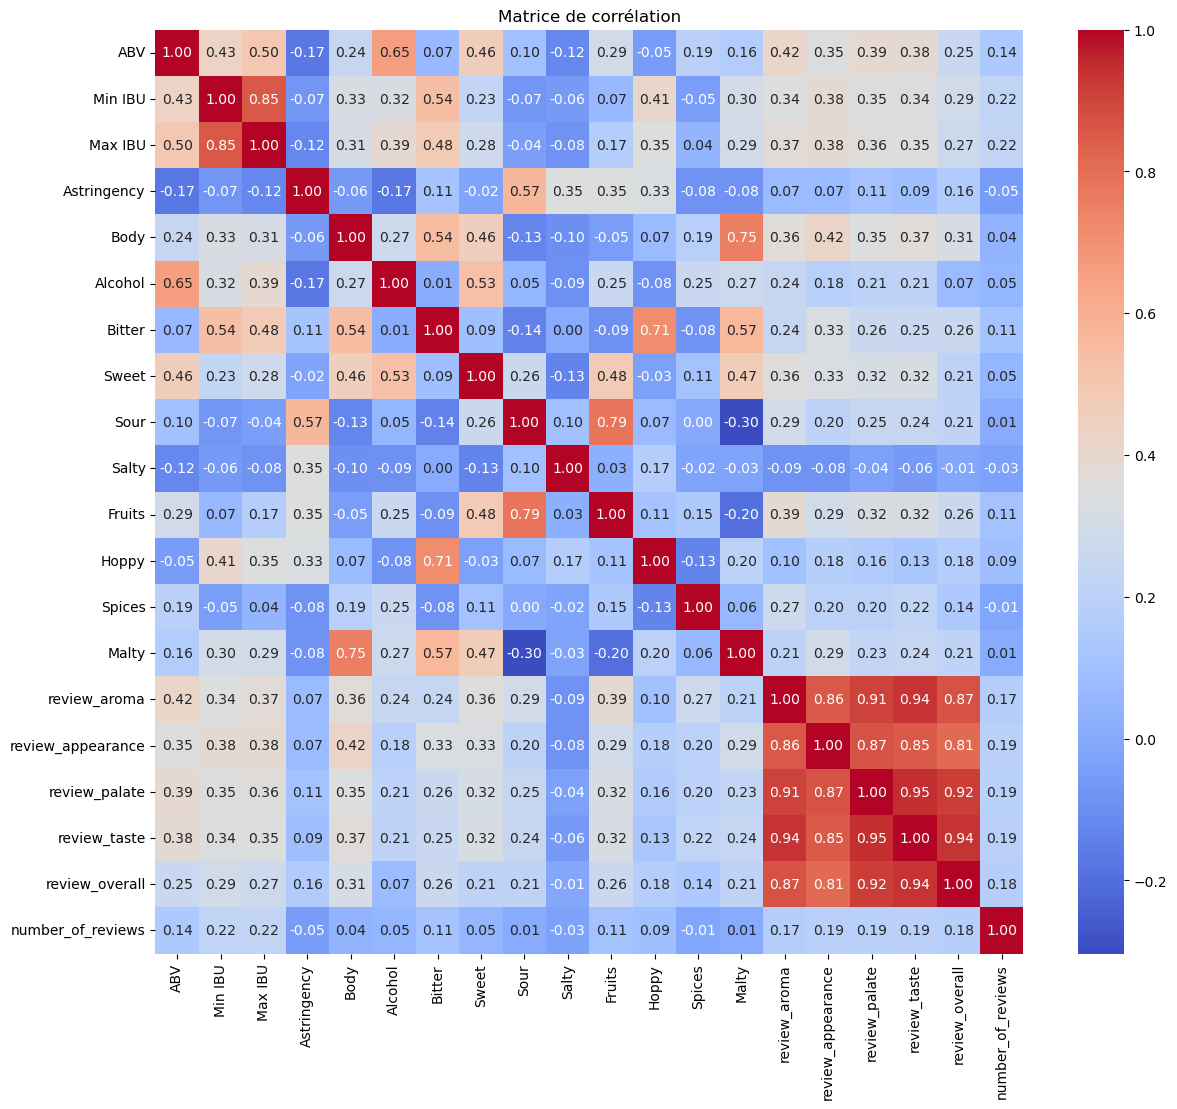 Matrice de corrélation
ABV 1.00 0.43 0.50 -0.17 0.24 0.65 0.07 0.46 0.10 -0.12 0.29 -0.05 0.19 0.16 0.42 0.35 0.39 0.38 0.25 0.14
Min IBU 0.43 1.00 0.85 -0.07 0.33 0.32 0.54 0.23 -0.07 -0.06 0.07 0.41 -0.05 0.30 0.34 0.38 0.35 0.34 0.29 0.22
Max IBU 0.50 0.85 1.00 -0.12 0.31 0.39 0.48 0.28 -0.04 -0.08 0.17 0.35 0.04 0.29 0.37 0.38 0.36 0.35 0.27 0.22
Astringency -0.17 -0.07 -0.12 1.00 -0.06 -0.17 0.11 -0.02 0.57 0.35 0.35 0.33 -0.08 -0.08 0.07 0.07 0.11 0.09 0.16 -0.05
Body 0.24 0.33 0.31 -0.06 1.00 0.27 0.54 0.46 -0.13 -0.10 -0.05 0.07 0.19 0.75 0.36 0.42 0.35 0.37 0.31 0.04
Alcohol 0.65 0.32 0.39 -0.17 0.27 1.00 0.01 0.53 0.05 -0.09 0.25 -0.08 0.25 0.27 0.24 0.18 0.21 0.21 0.07 0.05
Bitter 0.07 0.54 0.48 0.11 0.54 0.01 1.00 0.09 -0.14 0.00 -0.09 0.71 -0.08 0.57 0.24 0.33 0.26 0.25 0.26 0.11
Sweet 0.46 0.23 0.28 -0.02 0.46 0.53 0.09 1.00 0.26 -0.13 0.48 -0.03 0.11 0.47 0.36 0.33 0.32 0.32 0.21 0.05
Sour 0.10 -0.07 -0.04 0.57 -0.13 0.05 -0.14 0.26 1.00 0.10 0.79 0.07 0.00 -0.30 0.29 0.20 0.25 0.24 0.21 0.01
Salty -0.12 -0.06 -0.08 0.35 -0.10 -0.09 0.00 -0.13 0.10 1.00 0.03 0.17 -0.02 -0.03 -0.09 -0.08 -0.04 -0.06 -0.01 -0.03
Fruits 0.29 0.07 0.17 0.35 -0.05 0.25 -0.09 0.48 0.79 0.03 1.00 0.11 0.15 -0.20 0.39 0.29 0.32 0.32 0.26 0.11
Hoppy -0.05 0.41 0.35 0.33 0.07 -0.08 0.71 -0.03 0.07 0.17 0.11 1.00 -0.13 0.20 0.10 0.18 0.16 0.13 0.18 0.09
Spices 0.19 -0.05 0.04 -0.08 0.19 0.25 -0.08 0.11 0.00 -0.02 0.15 -0.13 1.00 0.06 0.27 0.20 0.20 0.22 0.14 -0.01
Malty 0.16 0.30 0.29 -0.08 0.75 0.27 0.57 0.47 -0.30 -0.03 -0.20 0.20 0.06 1.00 0.21 0.29 0.23 0.24 0.21 0.01
review_aroma 0.42 0.34 0.37 0.07 0.36 0.24 0.24 0.36 0.29 -0.09 0.39 0.10 0.27 0.21 1.00 0.86 0.91 0.94 0.87 0.17
review_appearance 0.35 0.38 0.38 0.07 0.42 0.18 0.33 0.33 0.20 -0.08 0.29 0.18 0.20 0.29 0.86 1.00 0.87 0.85 0.81 0.19
review_palate 0.39 0.35 0.36 0.11 0.35 0.21 0.26 0.32 0.25 -0.04 0.32 0.16 0.20 0.23 0.91 0.87 1.00 0.95 0.92 0.19
review_taste 0.38 0.34 0.35 0.09 0.37 0.21 0.25 0.32 0.24 -0.06 0.32 0.13 0.22 0.24 0.94 0.85 0.95 1.00 0.94 0.19
review_overall 0.25 0.29 0.27 0.16 0.31 0.07 0.26 0.21 0.21 -0.01 0.26 0.18 0.14 0.21 0.87 0.81 0.92 0.94 1.00 0.18
number_of_reviews 0.14 0.22 0.22 -0.05 0.04 0.05 0.11 0.05 0.01 -0.03 0.11 0.09 -0.01 0.01 0.17 0.19 0.19 0.19 0.18 1.00
ABV
Min IBU
Max IBU
Astringency
Body
Alcohol
Bitter
Sweet
Sour
Salty
Fruits
Hoppy
Spices
Malty
review_aroma
review_appearance
review_palate
review_taste
review_overall
number_of_reviews
1.0
0.8
0.6
0.4
0.2
0.0
−0.2